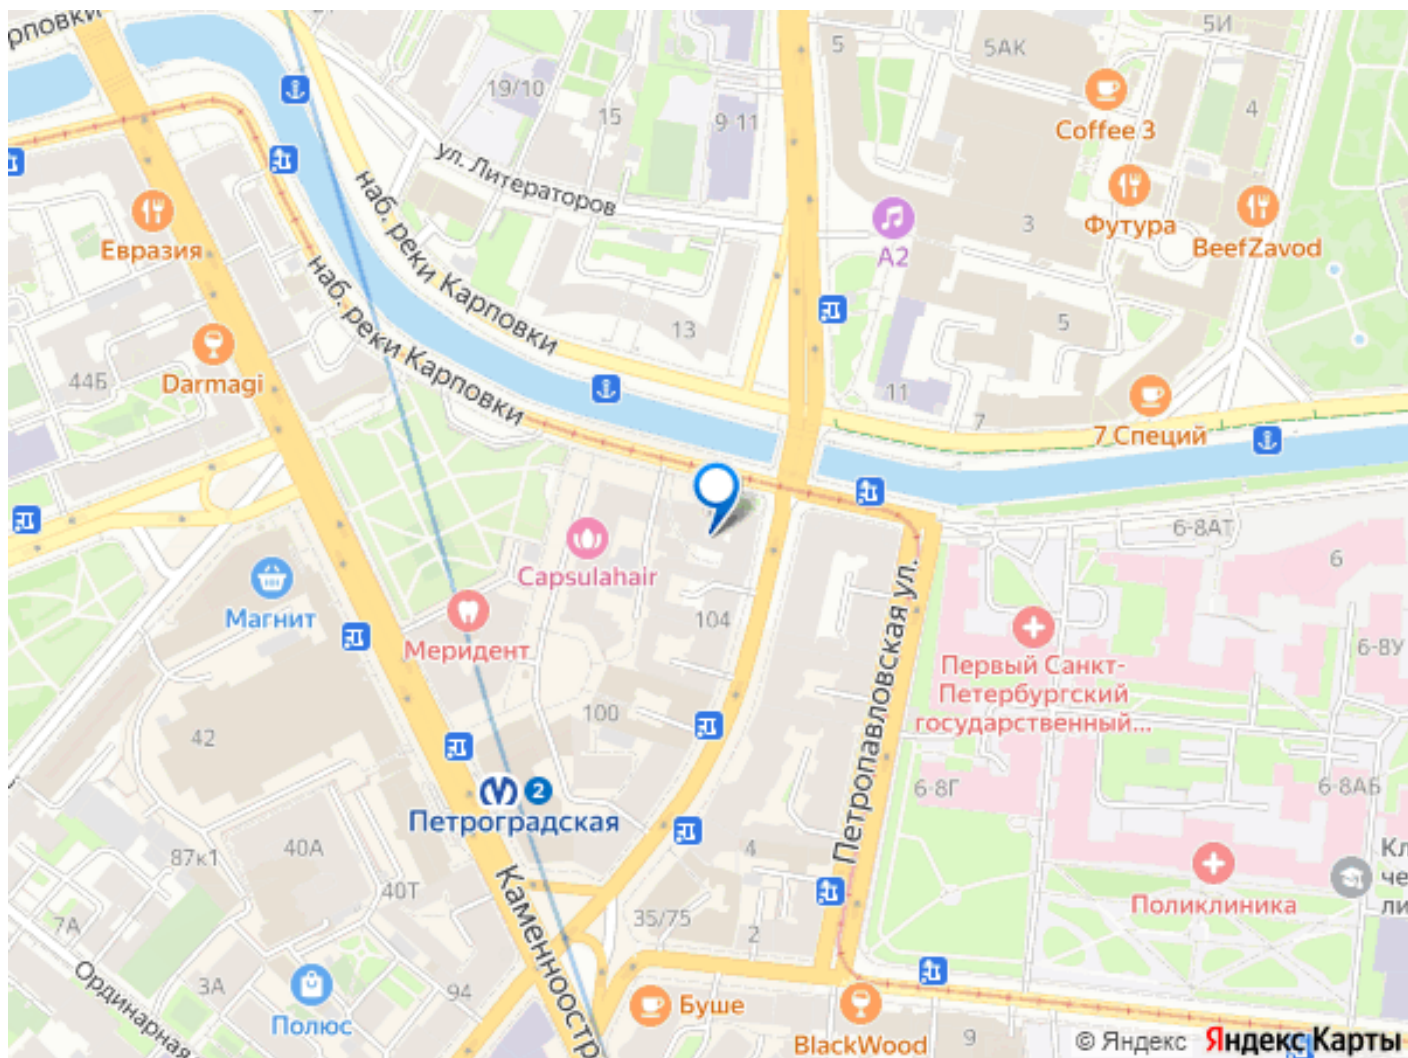 рповки
5
5АК
5И
19/10
15
9-11
4
Coffee 3
ул. Литераторов
наб. реки Карповки
Футура
3
BeefZavod
A2
Евразия
наб. реки Карповки
13
5
44Б
Darmagi
11
7
7 Специй
6-8АТ
6
Capsulahair
Магнит
104
Меридент
Петропавловская ул.
Первый Санкт-
Петербургский
государственный...
6-8У
42
100
6-8Г
6-8АБ
2
Петроградская
87к1
40А
40Т
4
Кл
че
ли
Поликлиника
Каменноостр
35/75
2
7А
Ординарная
3А
94
Полюс
Буше
BlackWood
9
© Яндекс Яндекс Карты